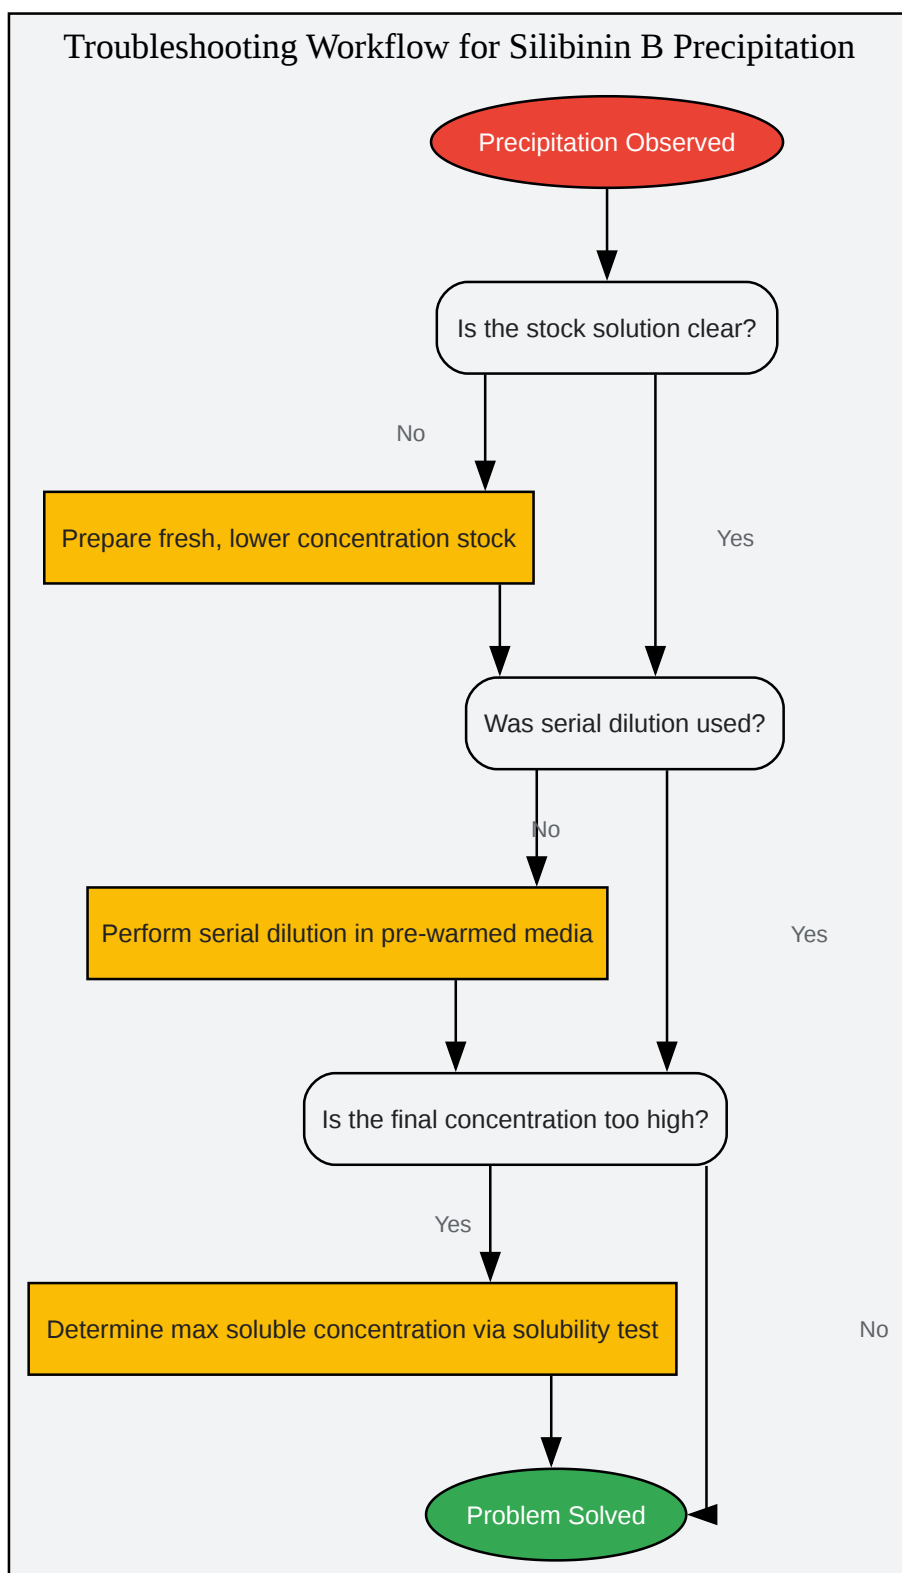 Troubleshooting Workflow for Silibinin B Precipitation
Precipitation Observed
Is the stock solution clear?
No
Prepare fresh, lower concentration stock
Yes
Was serial dilution used?
No
Perform serial dilution in pre-warmed media
Yes
Is the final concentration too high?
Yes
Determine max soluble concentration via solubility test
No
Problem Solved